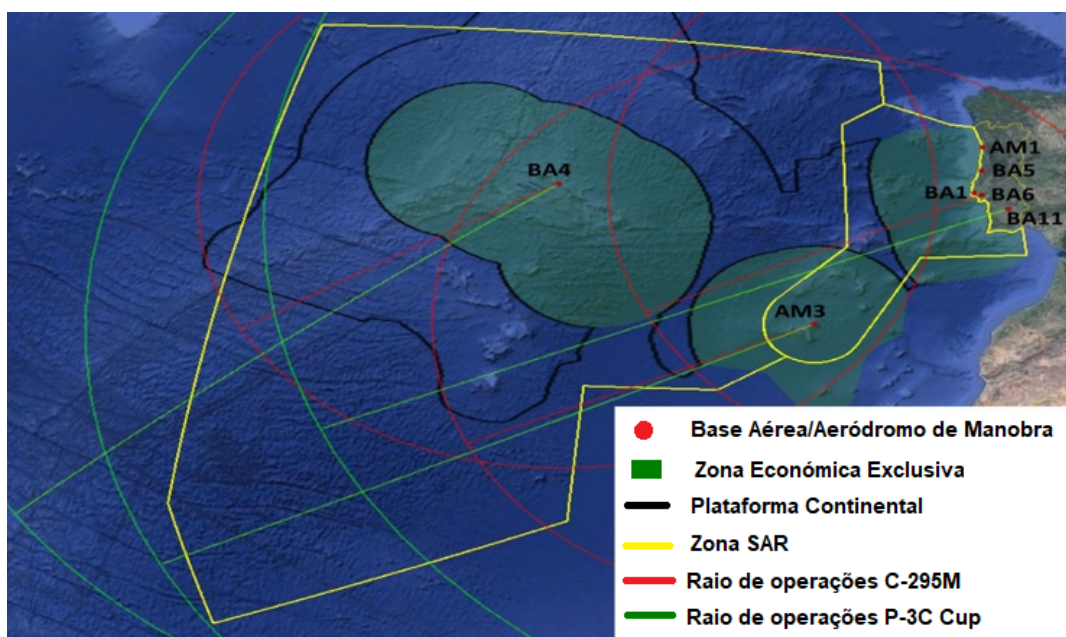 AM1
BA4
BA5
BA1
BA6
BA11
AM3
Base Aérea/Aeródromo de Manobra
Zona Económica Exclusiva
Plataforma Continental
Zona SAR
Raio de operações C-295M
Raio de operações P-3C Cup